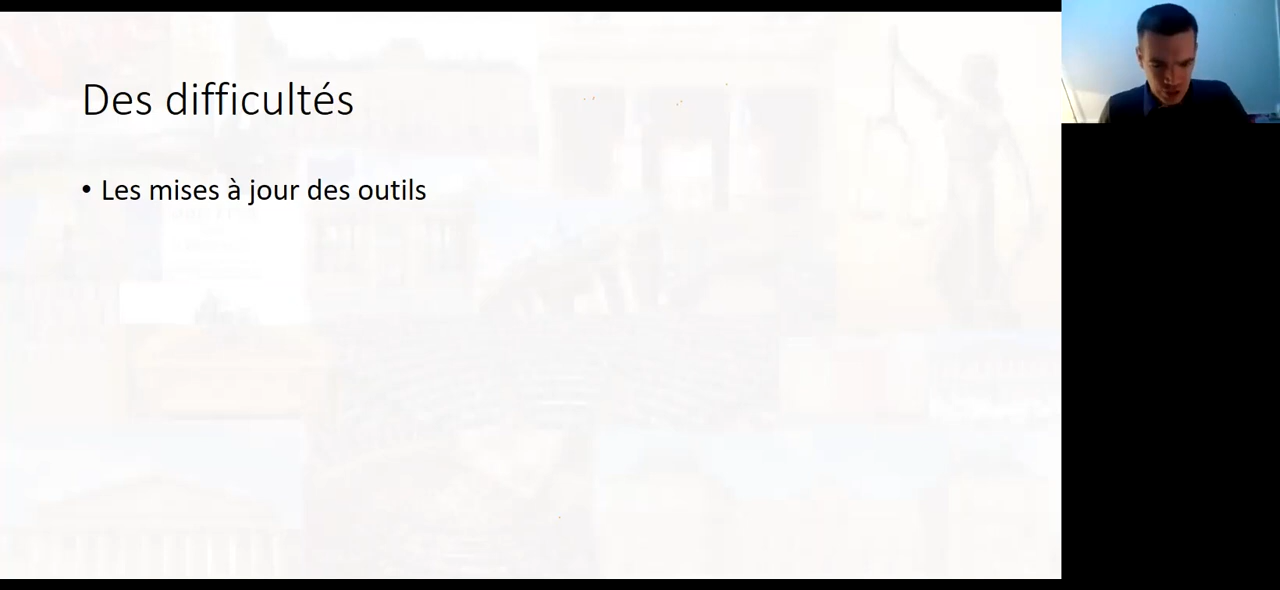 Des difficultés
• Les mises à jour des outils